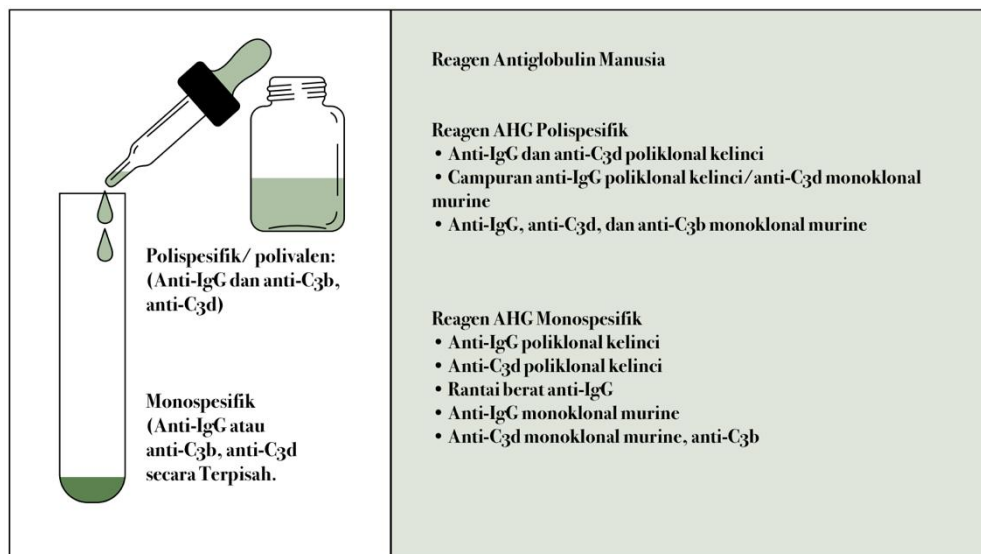 Polispesifik/ polivalen:
(Anti-IgG dan anti-C3b,
anti-C3d)
Monospesifik
(Anti-IgG atau
anti-C3b, anti-C3d
secara Terpisah.
Reagen Antiglobulin Manusia
Reagen AHG Polispesifik
• Anti-IgG dan anti-C3d poliklonal kelinci
• Campuran anti-IgG poliklonal kelinci/anti-C3d monoklonal
murine
• Anti-IgG, anti-C3d, dan anti-C3b monoklonal murine
Reagen AHG Monospesifik
• Anti-IgG poliklonal kelinci
• Anti-C3d poliklonal kelinci
• Rantai berat anti-IgG
• Anti-IgG monoklonal murine
• Anti-C3d monoklonal murine, anti-C3b